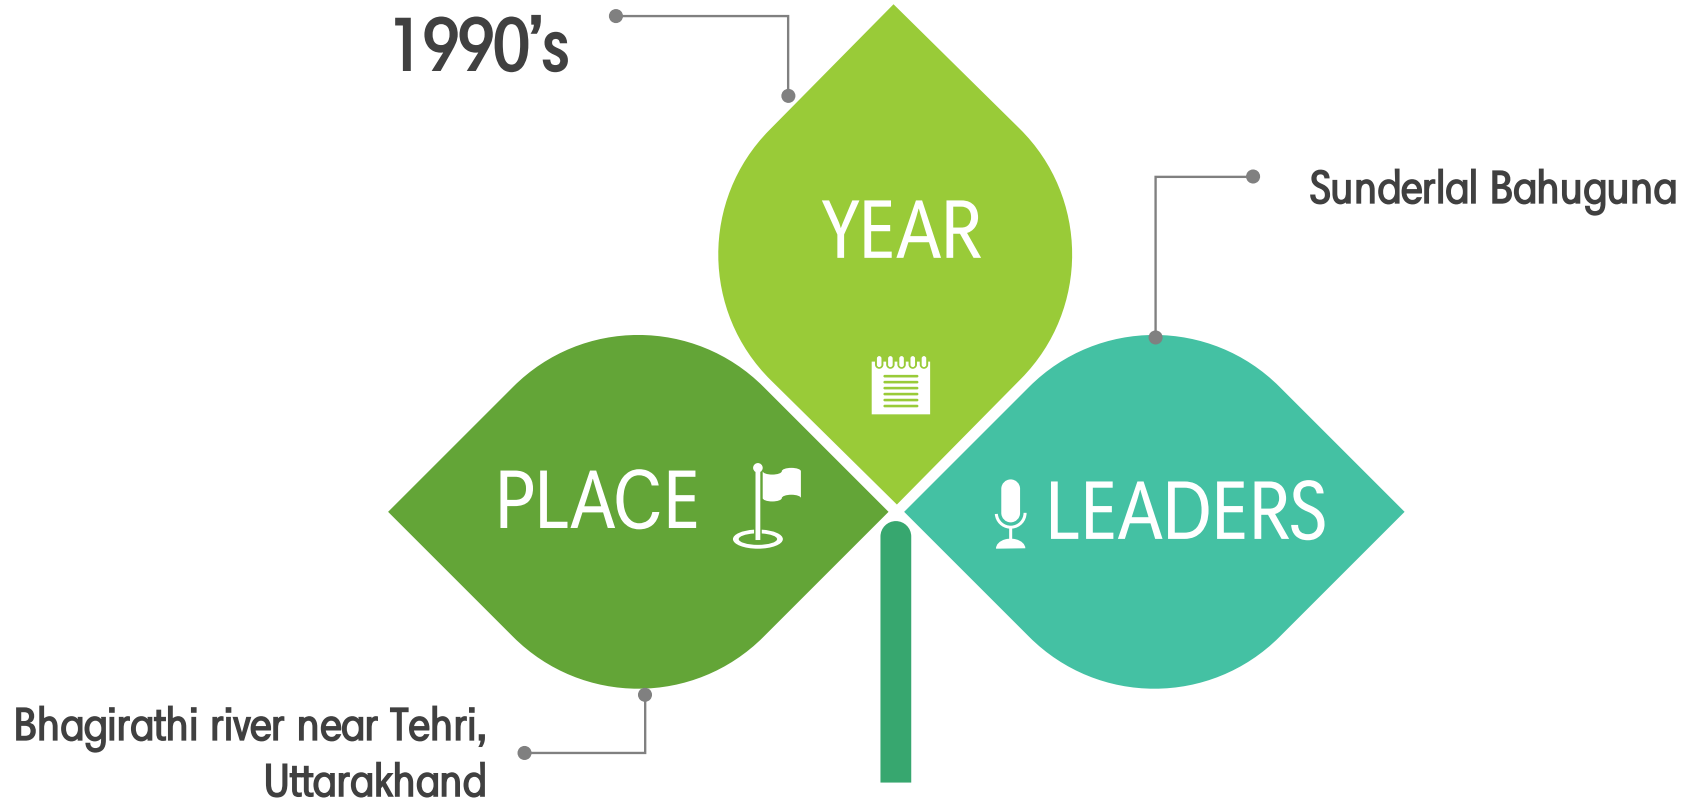 1990’s
YEAR
Sunderlal Bahuguna
PLACE
LEADERS
Bhagirathi river near Tehri,
Uttarakhand